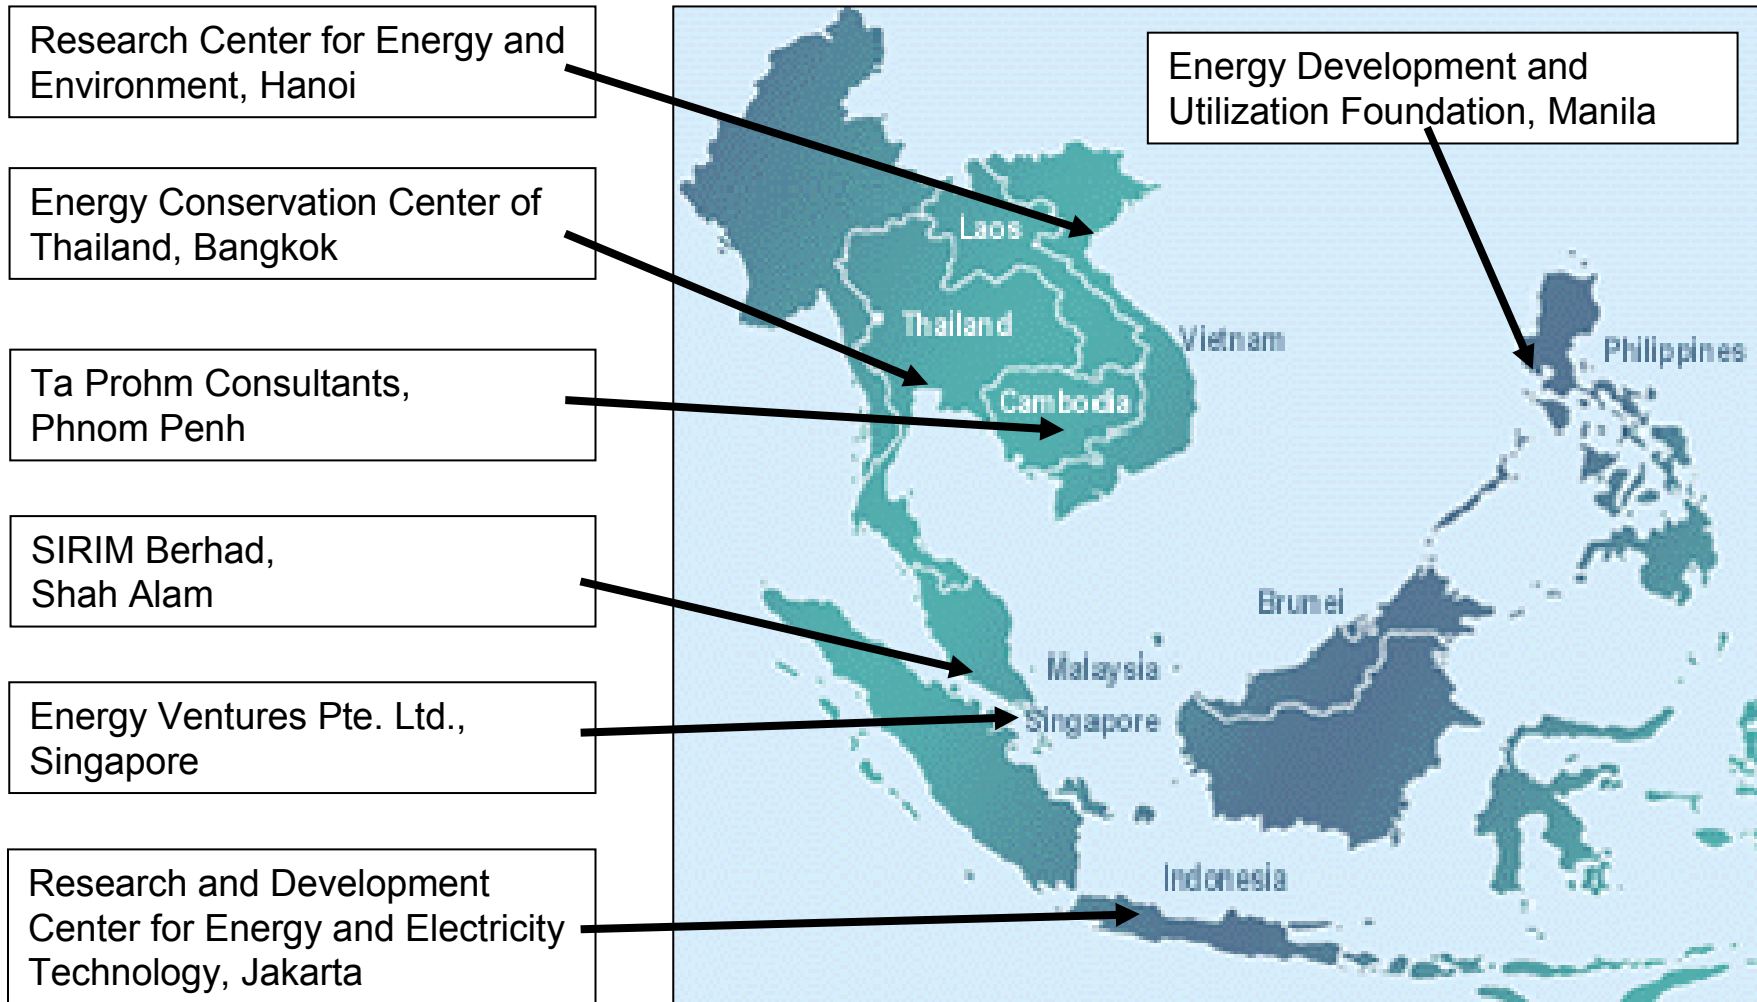 Research Center for Energy and
Environment, Hanoi
Energy Conservation Center of
Thailand, Bangkok
Ta Prohm Consultants,
Phnom Penh
SIRIM Berhad,
Shah Alam
Energy Ventures Pte. Ltd.,
Singapore
Research and Development
Center for Energy and Electricity
Technology, Jakarta
Energy Development and
Utilization Foundation, Manila
Laos
Thailand
Vietnam
Cambodia
Philippines
Brunei
Malaysia
Singapore
Indonesia